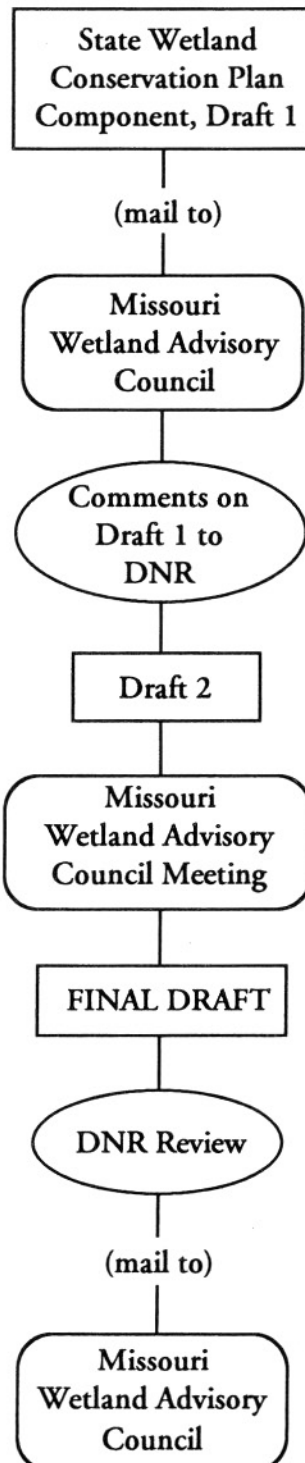 State Wetland
Conservation Plan
Component, Draft 1
(mail to)
Missouri
Wetland Advisory
Council
Comments on
Draft 1 to
DNR
Draft 2
Missouri
Wetland Advisory
Council Meeting
FINAL DRAFT
DNR Review
(mail to)
Missouri
Wetland Advisory
Council